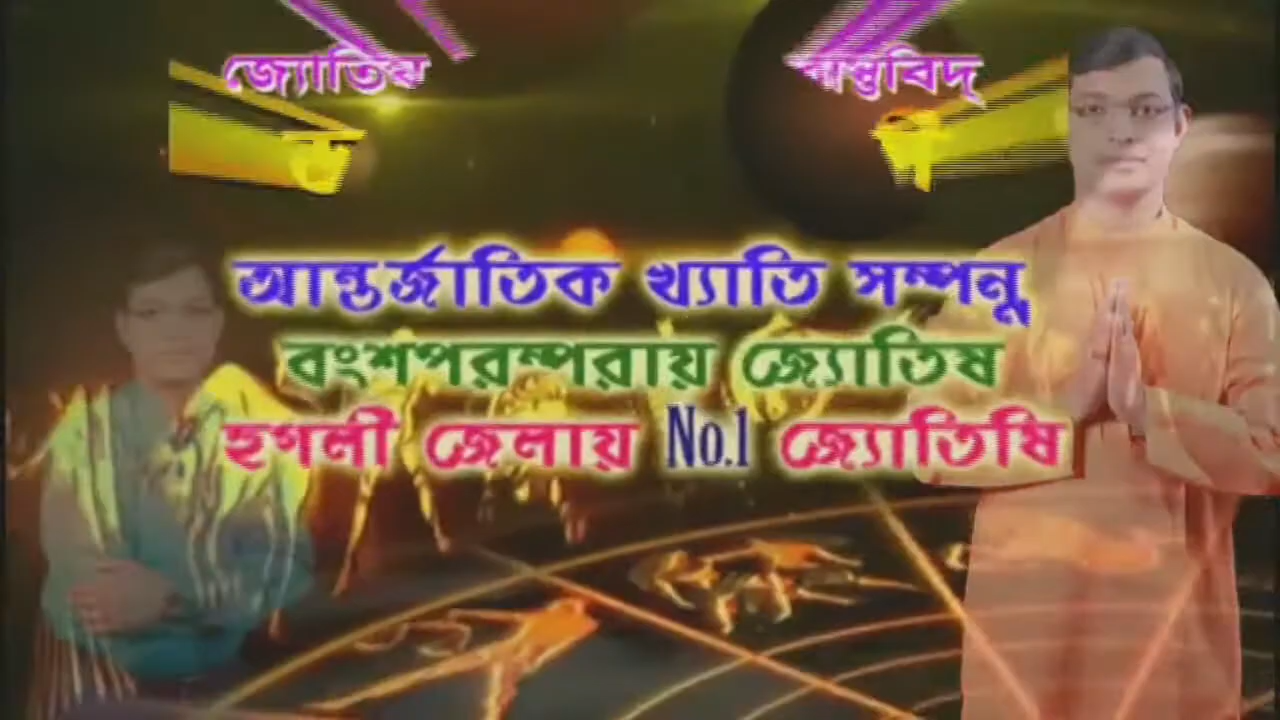 জ্যোতিষ বাস্তুবিদ্
আন্তর্জাতিক খ্যাতি সম্পন্ন
বংশপরম্পরায় জ্যোতিষ
হুগলী জেলায় No.1 জ্যোতিষি